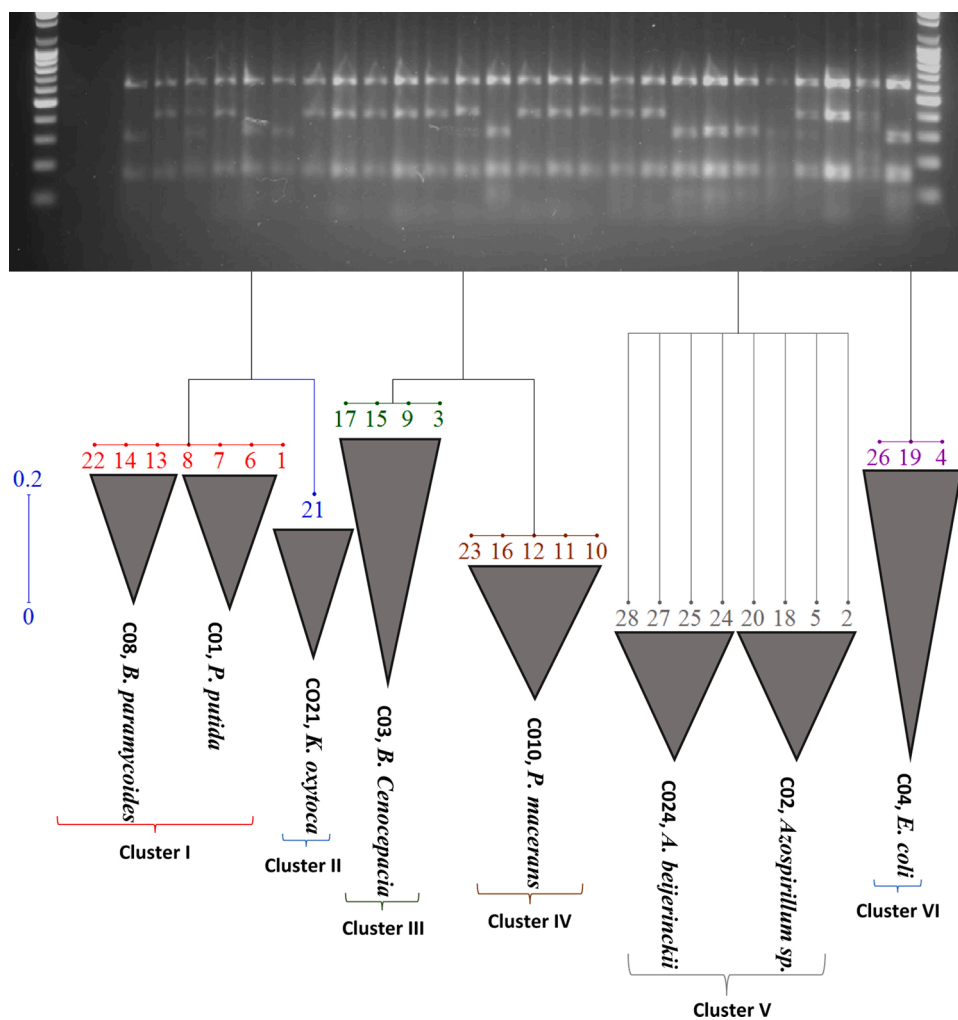 17 15 9 3
22 14 13 8 7 6 1
26 19 4
0.2
21
23 16 12 11 10
0
28 27 25 24 20 18 5 2
C08, B. paramycoides
C01, P. putida
CO21, K. oxytoca
C03, B. Cenocepacia
C010, P. macerans
C024, A. beijerinckii
C02, Azospirillum sp.
C04, E. coli
Cluster I
Cluster II
Cluster III
Cluster IV
Cluster V
Cluster VI